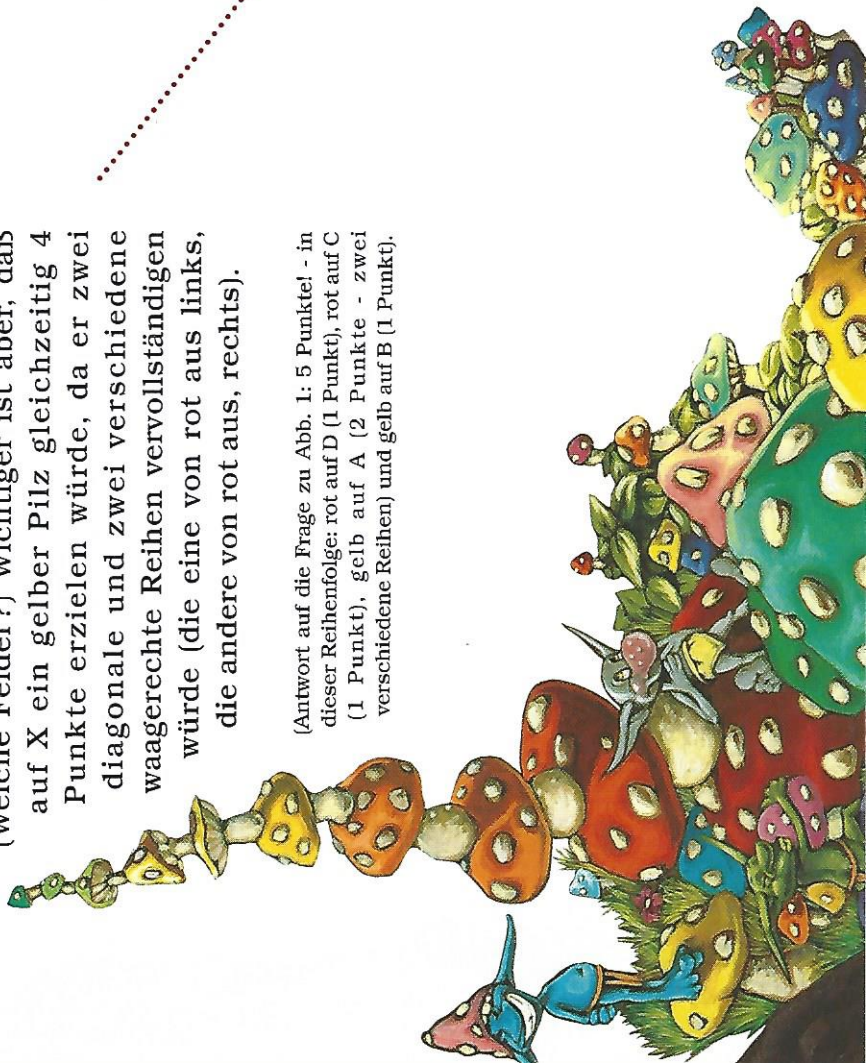 (welche Felder?) wichtiger ist aber, daß
auf X ein gelber Pilz gleichzeitig 4
Punkte erzielen würde, da er zwei
diagonale und zwei verschiedene
waagerechte Reihen vervollständigen
würde (die eine von rot aus links,
die andere von rot aus, rechts).
(Antwort auf die Frage zu Abb. 1: 5 Punkte! - in
dieser Reihenfolge: rot auf D (1 Punkt), rot auf C
(1 Punkt), gelb auf A (2 Punkte - zwei
verschiedene Reihen) und gelb auf B (1 Punkt).